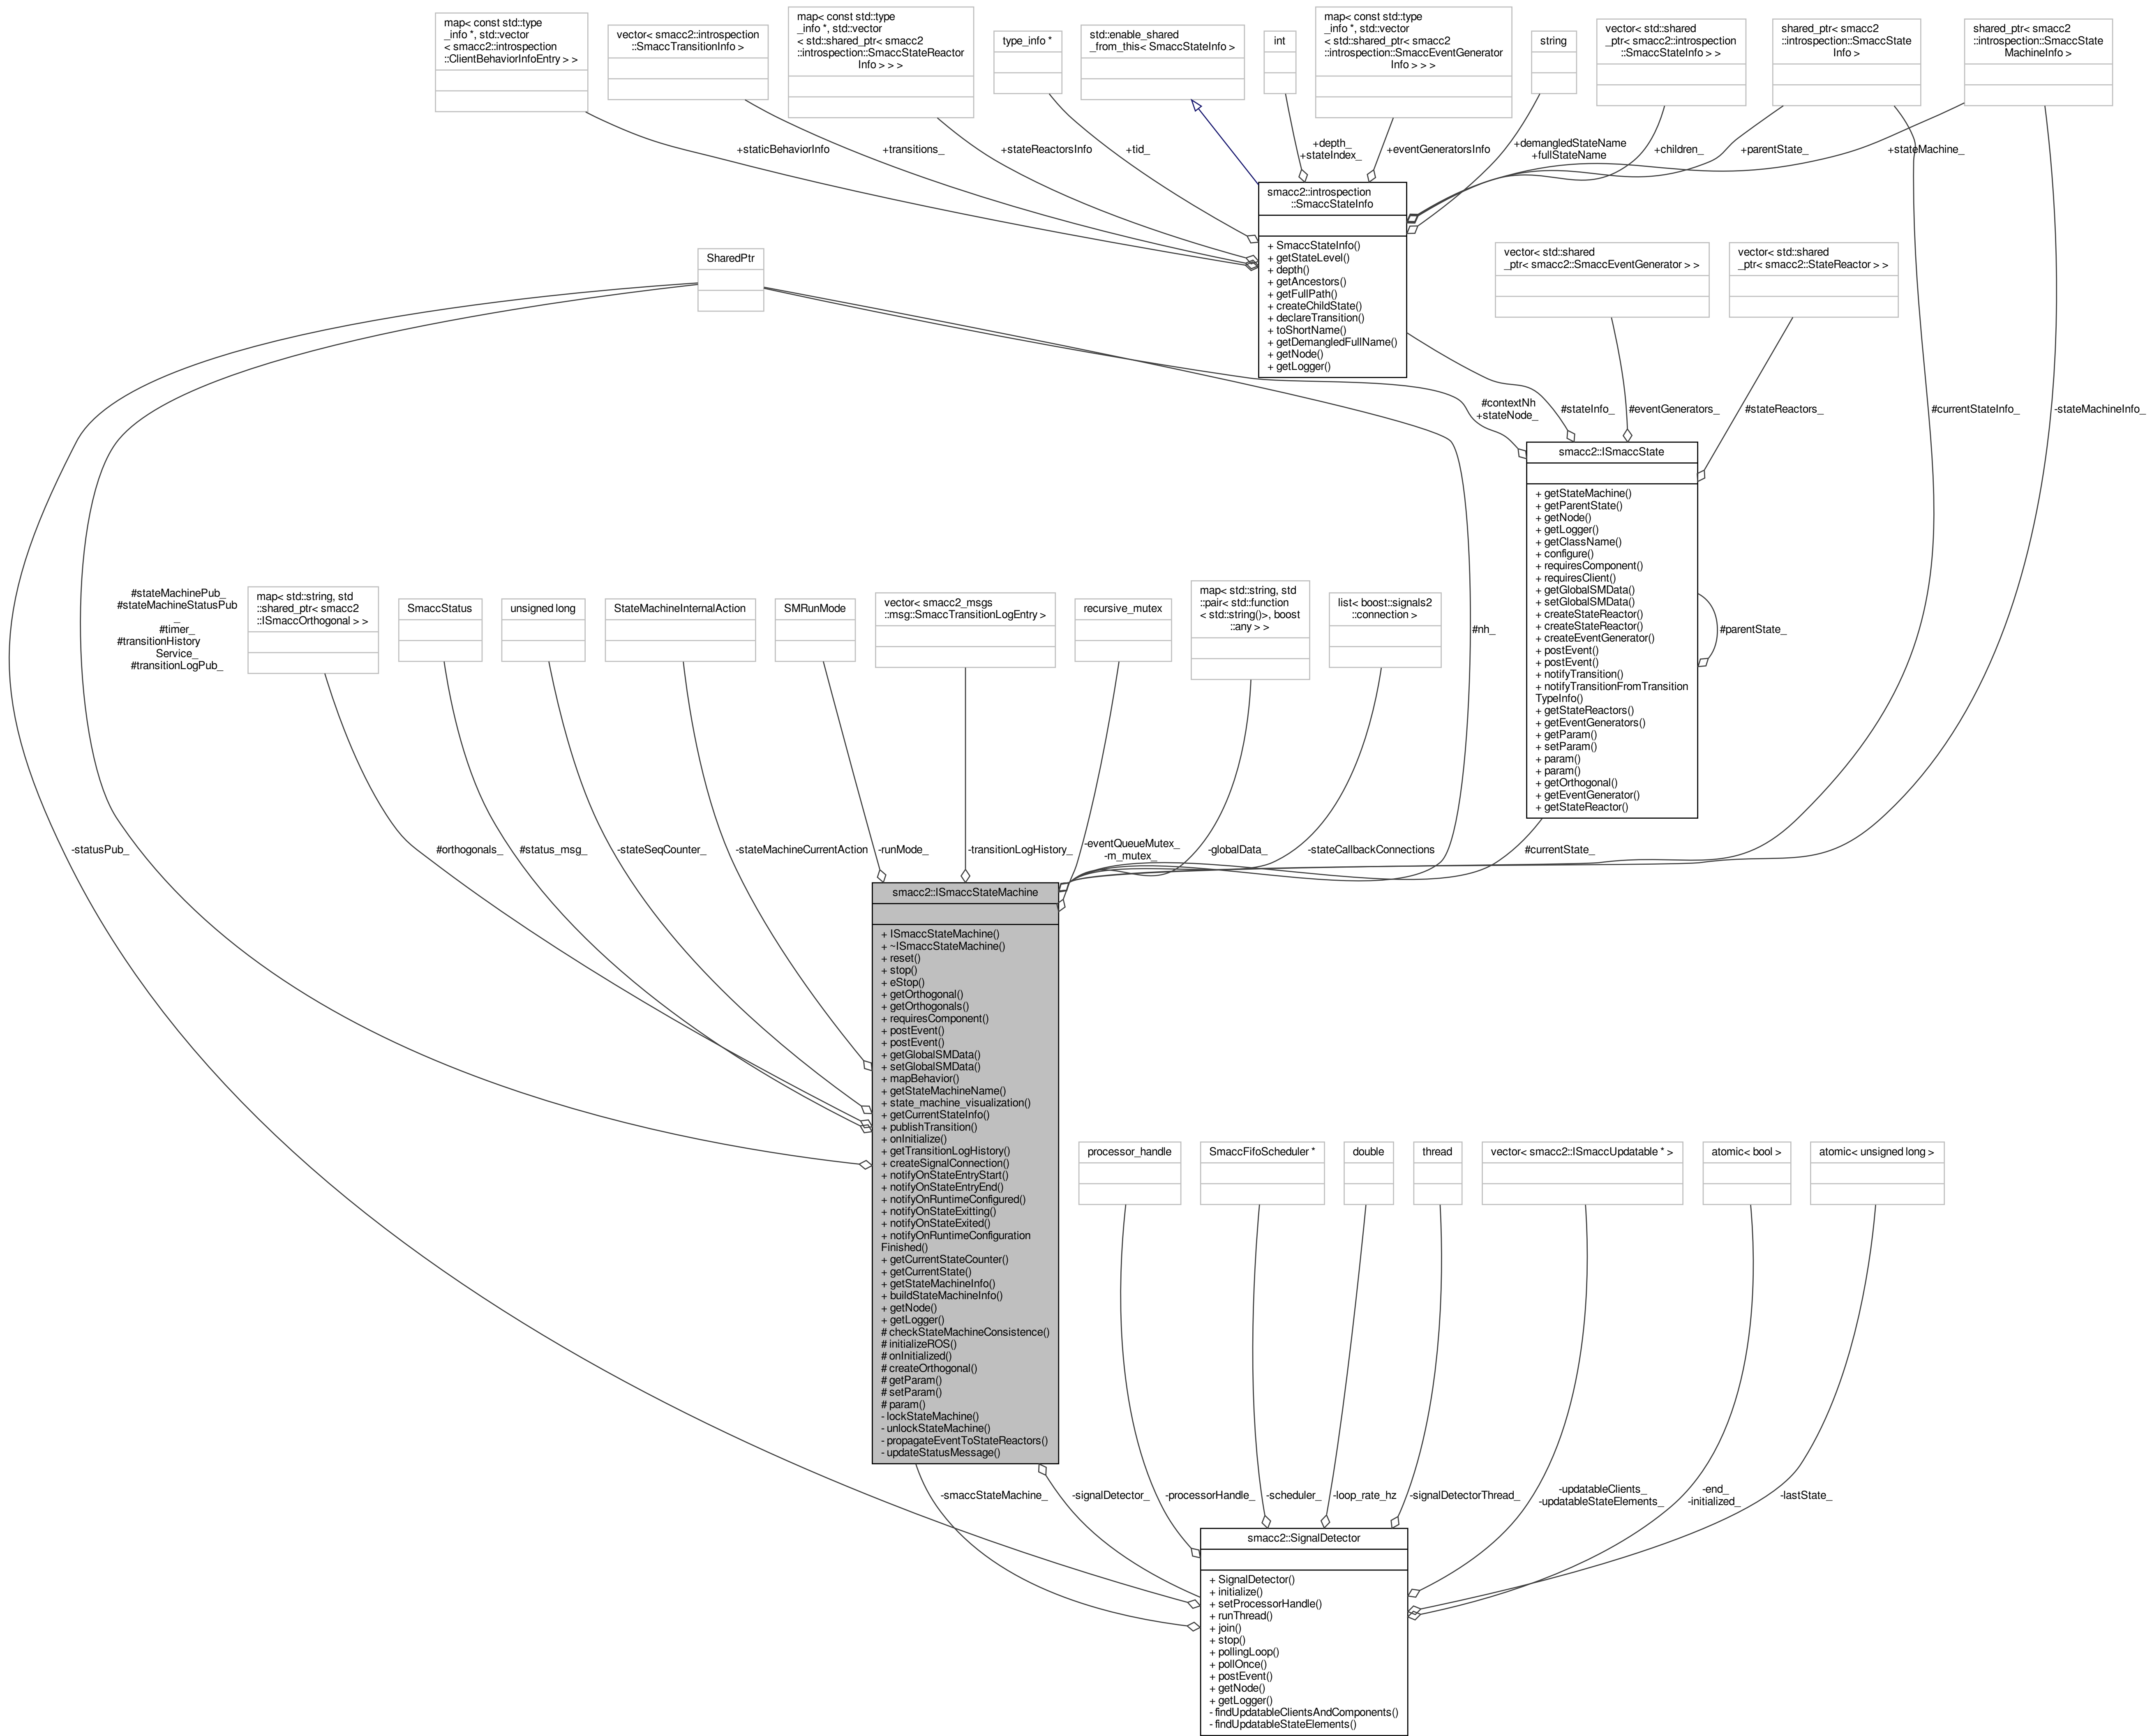 map< const std::type
_info *, std::vector
< smacc2::introspection
::ClientBehaviorInfoEntry > >
vector< smacc2::introspection
::SmaccTransitionInfo >
map< const std::type
_info *, std::vector
< std::shared_ptr< smacc2
::introspection::SmaccStateReactor
Info > > >
type_info *
std::enable_shared
_from_this< SmaccStateInfo >
int
map< const std::type
_info *, std::vector
< std::shared_ptr< smacc2
::introspection::SmaccEventGenerator
Info > > >
string
vector< std::shared
_ptr< smacc2::introspection
::SmaccStateInfo > >
shared_ptr< smacc2
::introspection::SmaccState
Info >
shared_ptr< smacc2
::introspection::SmaccState
MachineInfo >
+staticBehaviorInfo
+transitions_
+stateReactorsInfo
+tid_
+depth_
+stateIndex_
+eventGeneratorsInfo
+demangledStateName
+fullStateName
+children_
+parentState_
+stateMachine_
smacc2::introspection
::SmaccStateInfo
+ SmaccStateInfo()
+ getStateLevel()
+ depth()
+ getAncestors()
+ getFullPath()
+ createChildState()
+ declareTransition()
+ toShortName()
+ getDemangledFullName()
+ getNode()
+ getLogger()
SharedPtr
vector< std::shared
_ptr< smacc2::SmaccEventGenerator > >
vector< std::shared
_ptr< smacc2::StateReactor > >
#contextNh
+stateNode_
#stateInfo_
#eventGenerators_
#stateReactors_
#currentStateInfo_
-stateMachineInfo_
smacc2::ISmaccState
+ getStateMachine()
+ getParentState()
+ getNode()
+ getLogger()
+ getClassName()
+ configure()
+ requiresComponent()
+ requiresClient()
+ getGlobalSMData()
+ setGlobalSMData()
+ createStateReactor()
+ createStateReactor()
+ createEventGenerator()
+ postEvent()
+ postEvent()
+ notifyTransition()
+ notifyTransitionFromTransition
TypeInfo()
+ getStateReactors()
+ getEventGenerators()
+ getParam()
+ setParam()
+ param()
+ param()
+ getOrthogonal()
+ getEventGenerator()
+ getStateReactor()
#parentState_
#stateMachinePub_
#stateMachineStatusPub
_
#timer_
#transitionHistory
Service_
#transitionLogPub_
map< std::string, std
::shared_ptr< smacc2
::ISmaccOrthogonal > >
SmaccStatus
unsigned long
StateMachineInternalAction
SMRunMode
vector< smacc2_msgs
::msg::SmaccTransitionLogEntry >
recursive_mutex
map< std::string, std
::pair< std::function
< std::string()>, boost
::any > >
list< boost::signals2
::connection >
#nh_
-statusPub_
#orthogonals_
#status_msg_
-stateSeqCounter_
-stateMachineCurrentAction
-runMode_
-transitionLogHistory_
-eventQueueMutex_
-m_mutex_
-globalData_
-stateCallbackConnections
#currentState_
smacc2::ISmaccStateMachine
+ ISmaccStateMachine()
+ ~ISmaccStateMachine()
+ reset()
+ stop()
+ eStop()
+ getOrthogonal()
+ getOrthogonals()
+ requiresComponent()
+ postEvent()
+ postEvent()
+ getGlobalSMData()
+ setGlobalSMData()
+ mapBehavior()
+ getStateMachineName()
+ state_machine_visualization()
+ getCurrentStateInfo()
+ publishTransition()
+ onInitialize()
+ getTransitionLogHistory()
+ createSignalConnection()
+ notifyOnStateEntryStart()
+ notifyOnStateEntryEnd()
+ notifyOnRuntimeConfigured()
+ notifyOnStateExitting()
+ notifyOnStateExited()
+ notifyOnRuntimeConfiguration
Finished()
+ getCurrentStateCounter()
+ getCurrentState()
+ getStateMachineInfo()
+ buildStateMachineInfo()
+ getNode()
+ getLogger()
# checkStateMachineConsistence()
# initializeROS()
# onInitialized()
# createOrthogonal()
# getParam()
# setParam()
# param()
- lockStateMachine()
- unlockStateMachine()
- propagateEventToStateReactors()
- updateStatusMessage()
processor_handle
SmaccFifoScheduler *
double
thread
vector< smacc2::ISmaccUpdatable * >
atomic< bool >
atomic< unsigned long >
-smaccStateMachine_
-signalDetector_
-processorHandle_
-scheduler_
-loop_rate_hz
-signalDetectorThread_
-updatableClients_
-updatableStateElements_
-end_
-initialized_
-lastState_
smacc2::SignalDetector
+ SignalDetector()
+ initialize()
+ setProcessorHandle()
+ runThread()
+ join()
+ stop()
+ pollingLoop()
+ pollOnce()
+ postEvent()
+ getNode()
+ getLogger()
- findUpdatableClientsAndComponents()
- findUpdatableStateElements()